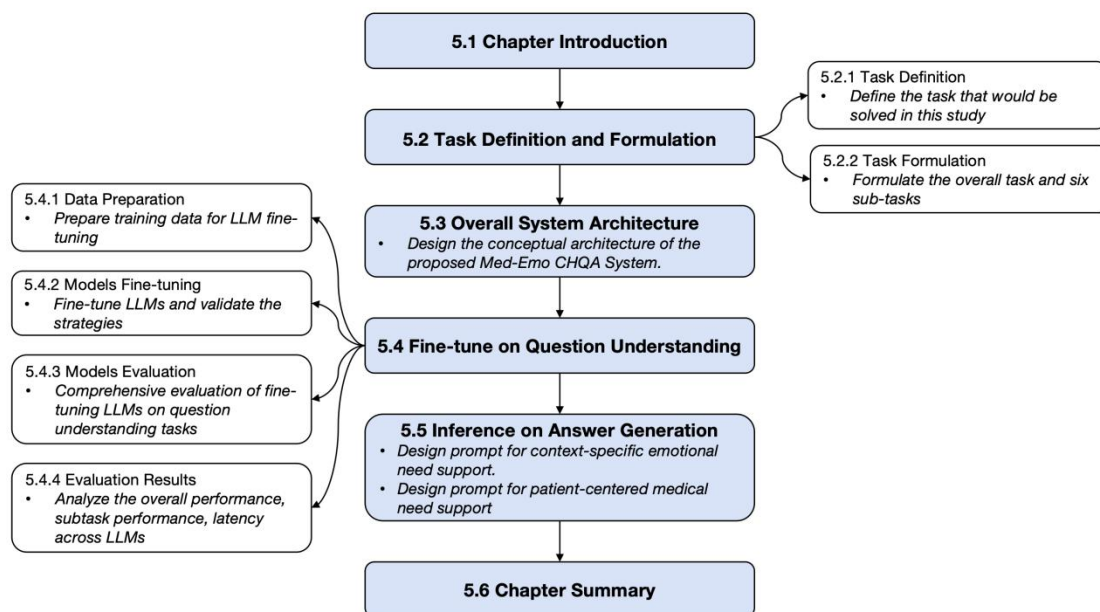 5.1 Chapter Introduction
5.2 Task Definition and Formulation
5.2.1 Task Definition
• Define the task that would be
solved in this study
5.2.2 Task Formulation
• Formulate the overall task and six
sub-tasks
5.3 Overall System Architecture
• Design the conceptual architecture of the
proposed Med-Emo CHQA System.
5.4 Fine-tune on Question Understanding
5.4.1 Data Preparation
• Prepare training data for LLM fine-
tuning
5.4.2 Models Fine-tuning
• Fine-tune LLMs and validate the
strategies
5.4.3 Models Evaluation
• Comprehensive evaluation of fine-
tuning LLMs on question
understanding tasks
5.4.4 Evaluation Results
• Analyze the overall performance,
subtask performance, latency
across LLMs
5.5 Inference on Answer Generation
• Design prompt for context-specific emotional
need support.
• Design prompt for patient-centered medical
need support
5.6 Chapter Summary